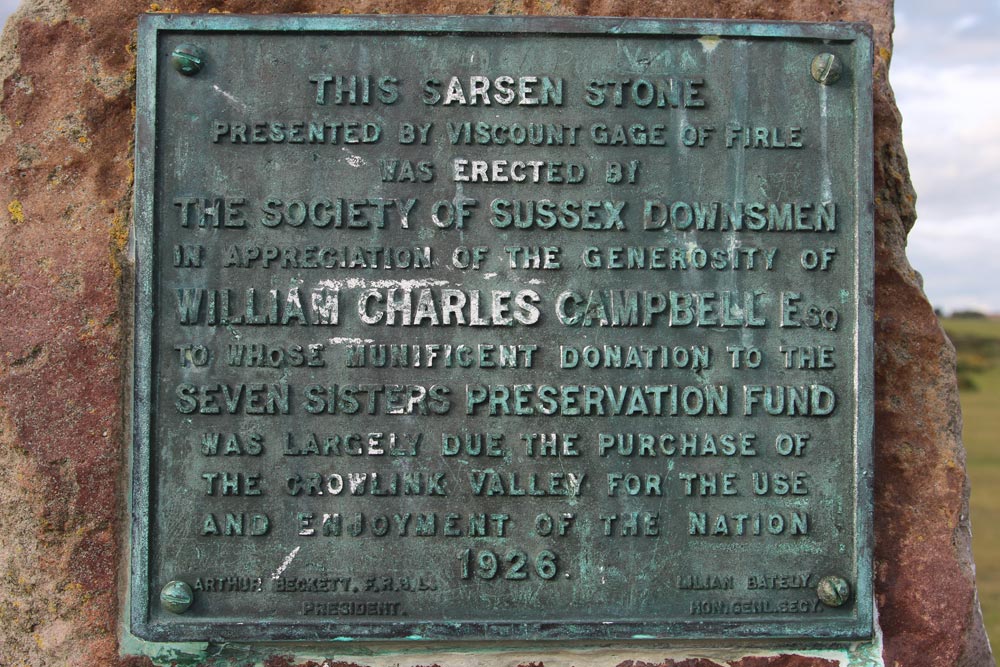 THIS SARSEN STONE
PRESENTED BY VISCOUNT GAGE OF FIRLE
WAS ERECTED BY
THE SOCIETY OF SUSSEX DOWNSMEN
IN APPRECIATION OF THE GENEROSITY OF
WILLIAM CHARLES CAMPBELL ESQ
TO WHOSE MUNIFICENT DONATION TO THE
SEVEN SISTERS PRESERVATION FUND
WAS LARGELY DUE THE PURCHASE OF
THE CROWLINK VALLEY FOR THE USE
AND ENJOYMENT OF THE NATION
1926.
ARTHUR BECKETT, F.R.S.L. LILIAN BATELY,
PRESIDENT. HON. GENL. SECY.